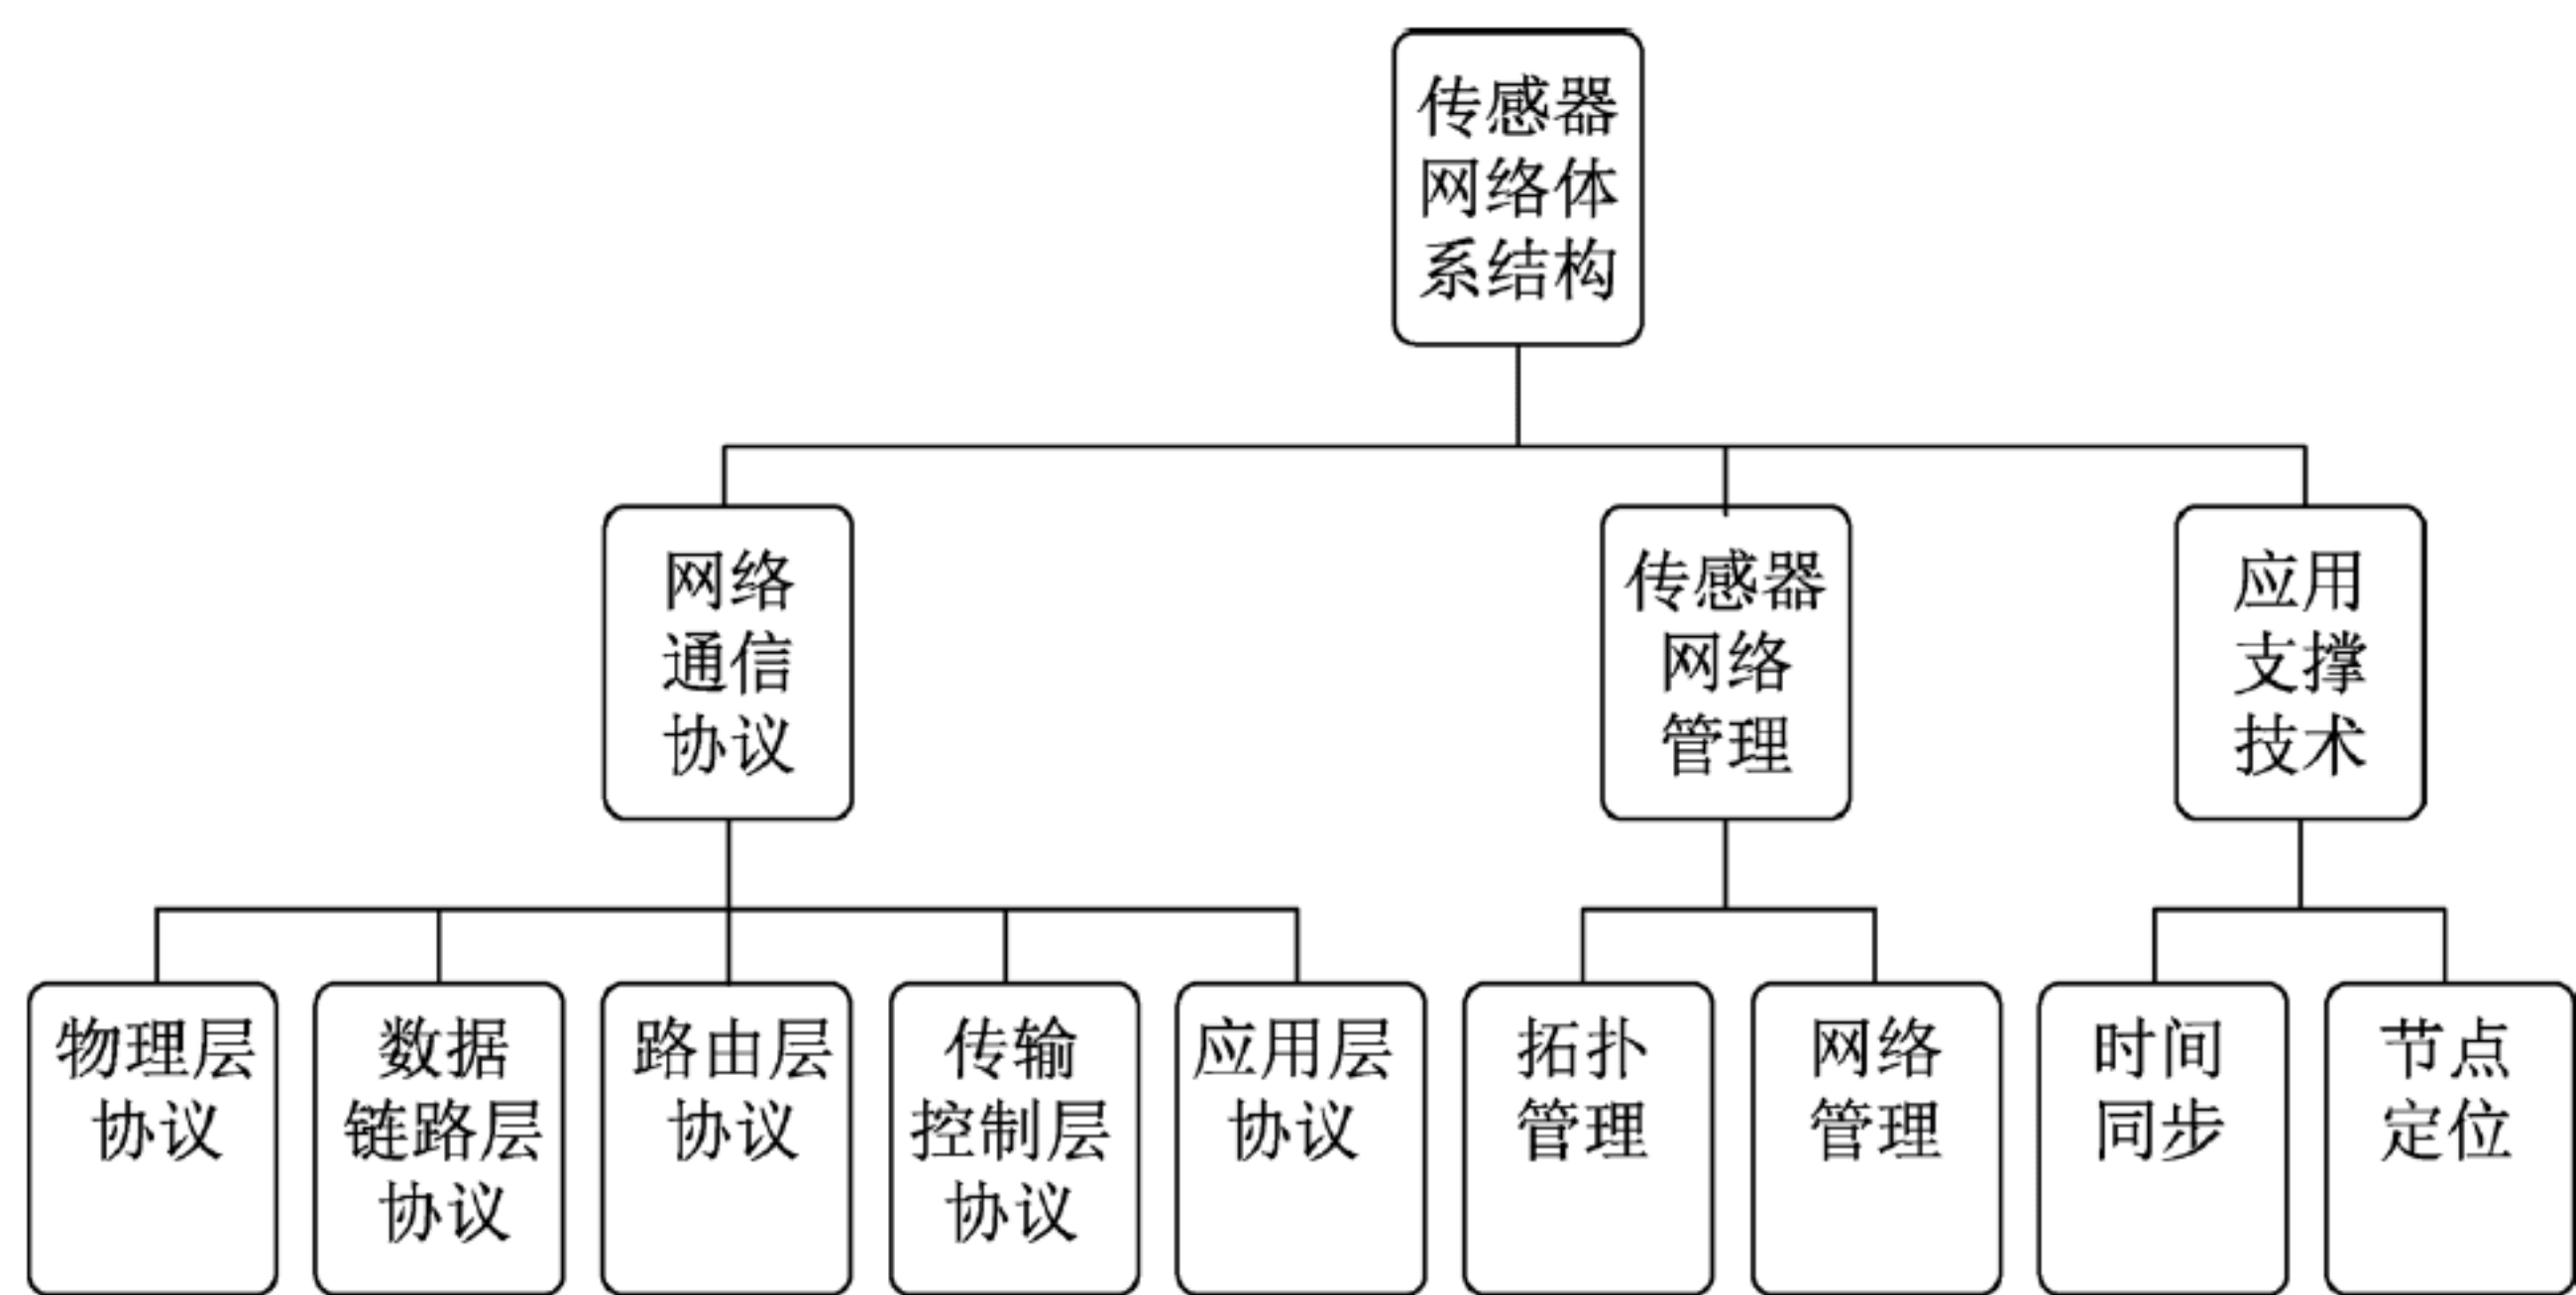 传感器
网络体
系结构
网络
通信
协议
传感器
网络
管理
应用
支撑
技术
物理层
协议
数据
链路层
协议
路由层
协议
传输
控制层
协议
应用层
协议
拓扑
管理
网络
管理
时间
同步
节点
定位